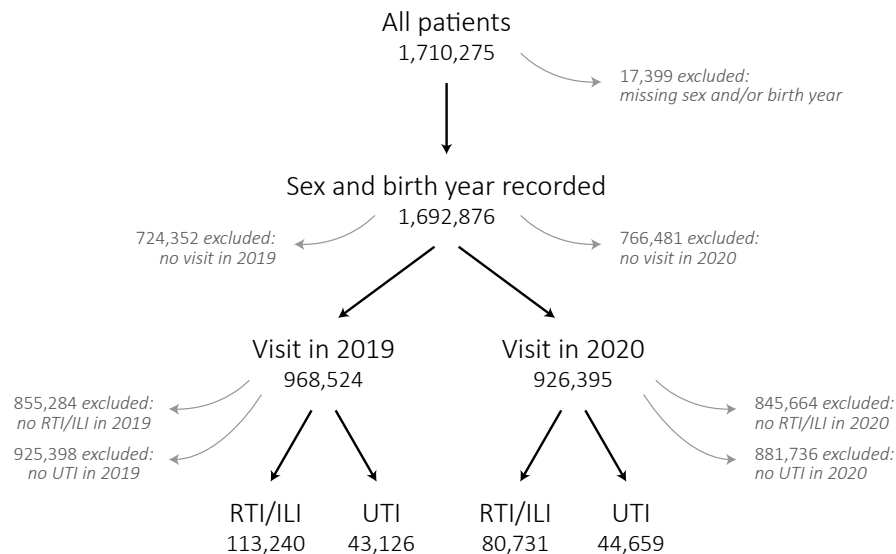 All patients
1,710,275
17,399 excluded:
missing sex and/or birth year
Sex and birth year recorded
1,692,876
724,352 excluded:
no visit in 2019
766,481 excluded:
no visit in 2020
Visit in 2019
968,524
Visit in 2020
926,395
855,284 excluded:
no RTI/ILI in 2019
925,398 excluded:
no UTI in 2019
845,664 excluded:
no RTI/ILI in 2020
881,736 excluded:
no UTI in 2020
RTI/ILI
113,240
UTI
43,126
RTI/ILI
80,731
UTI
44,659